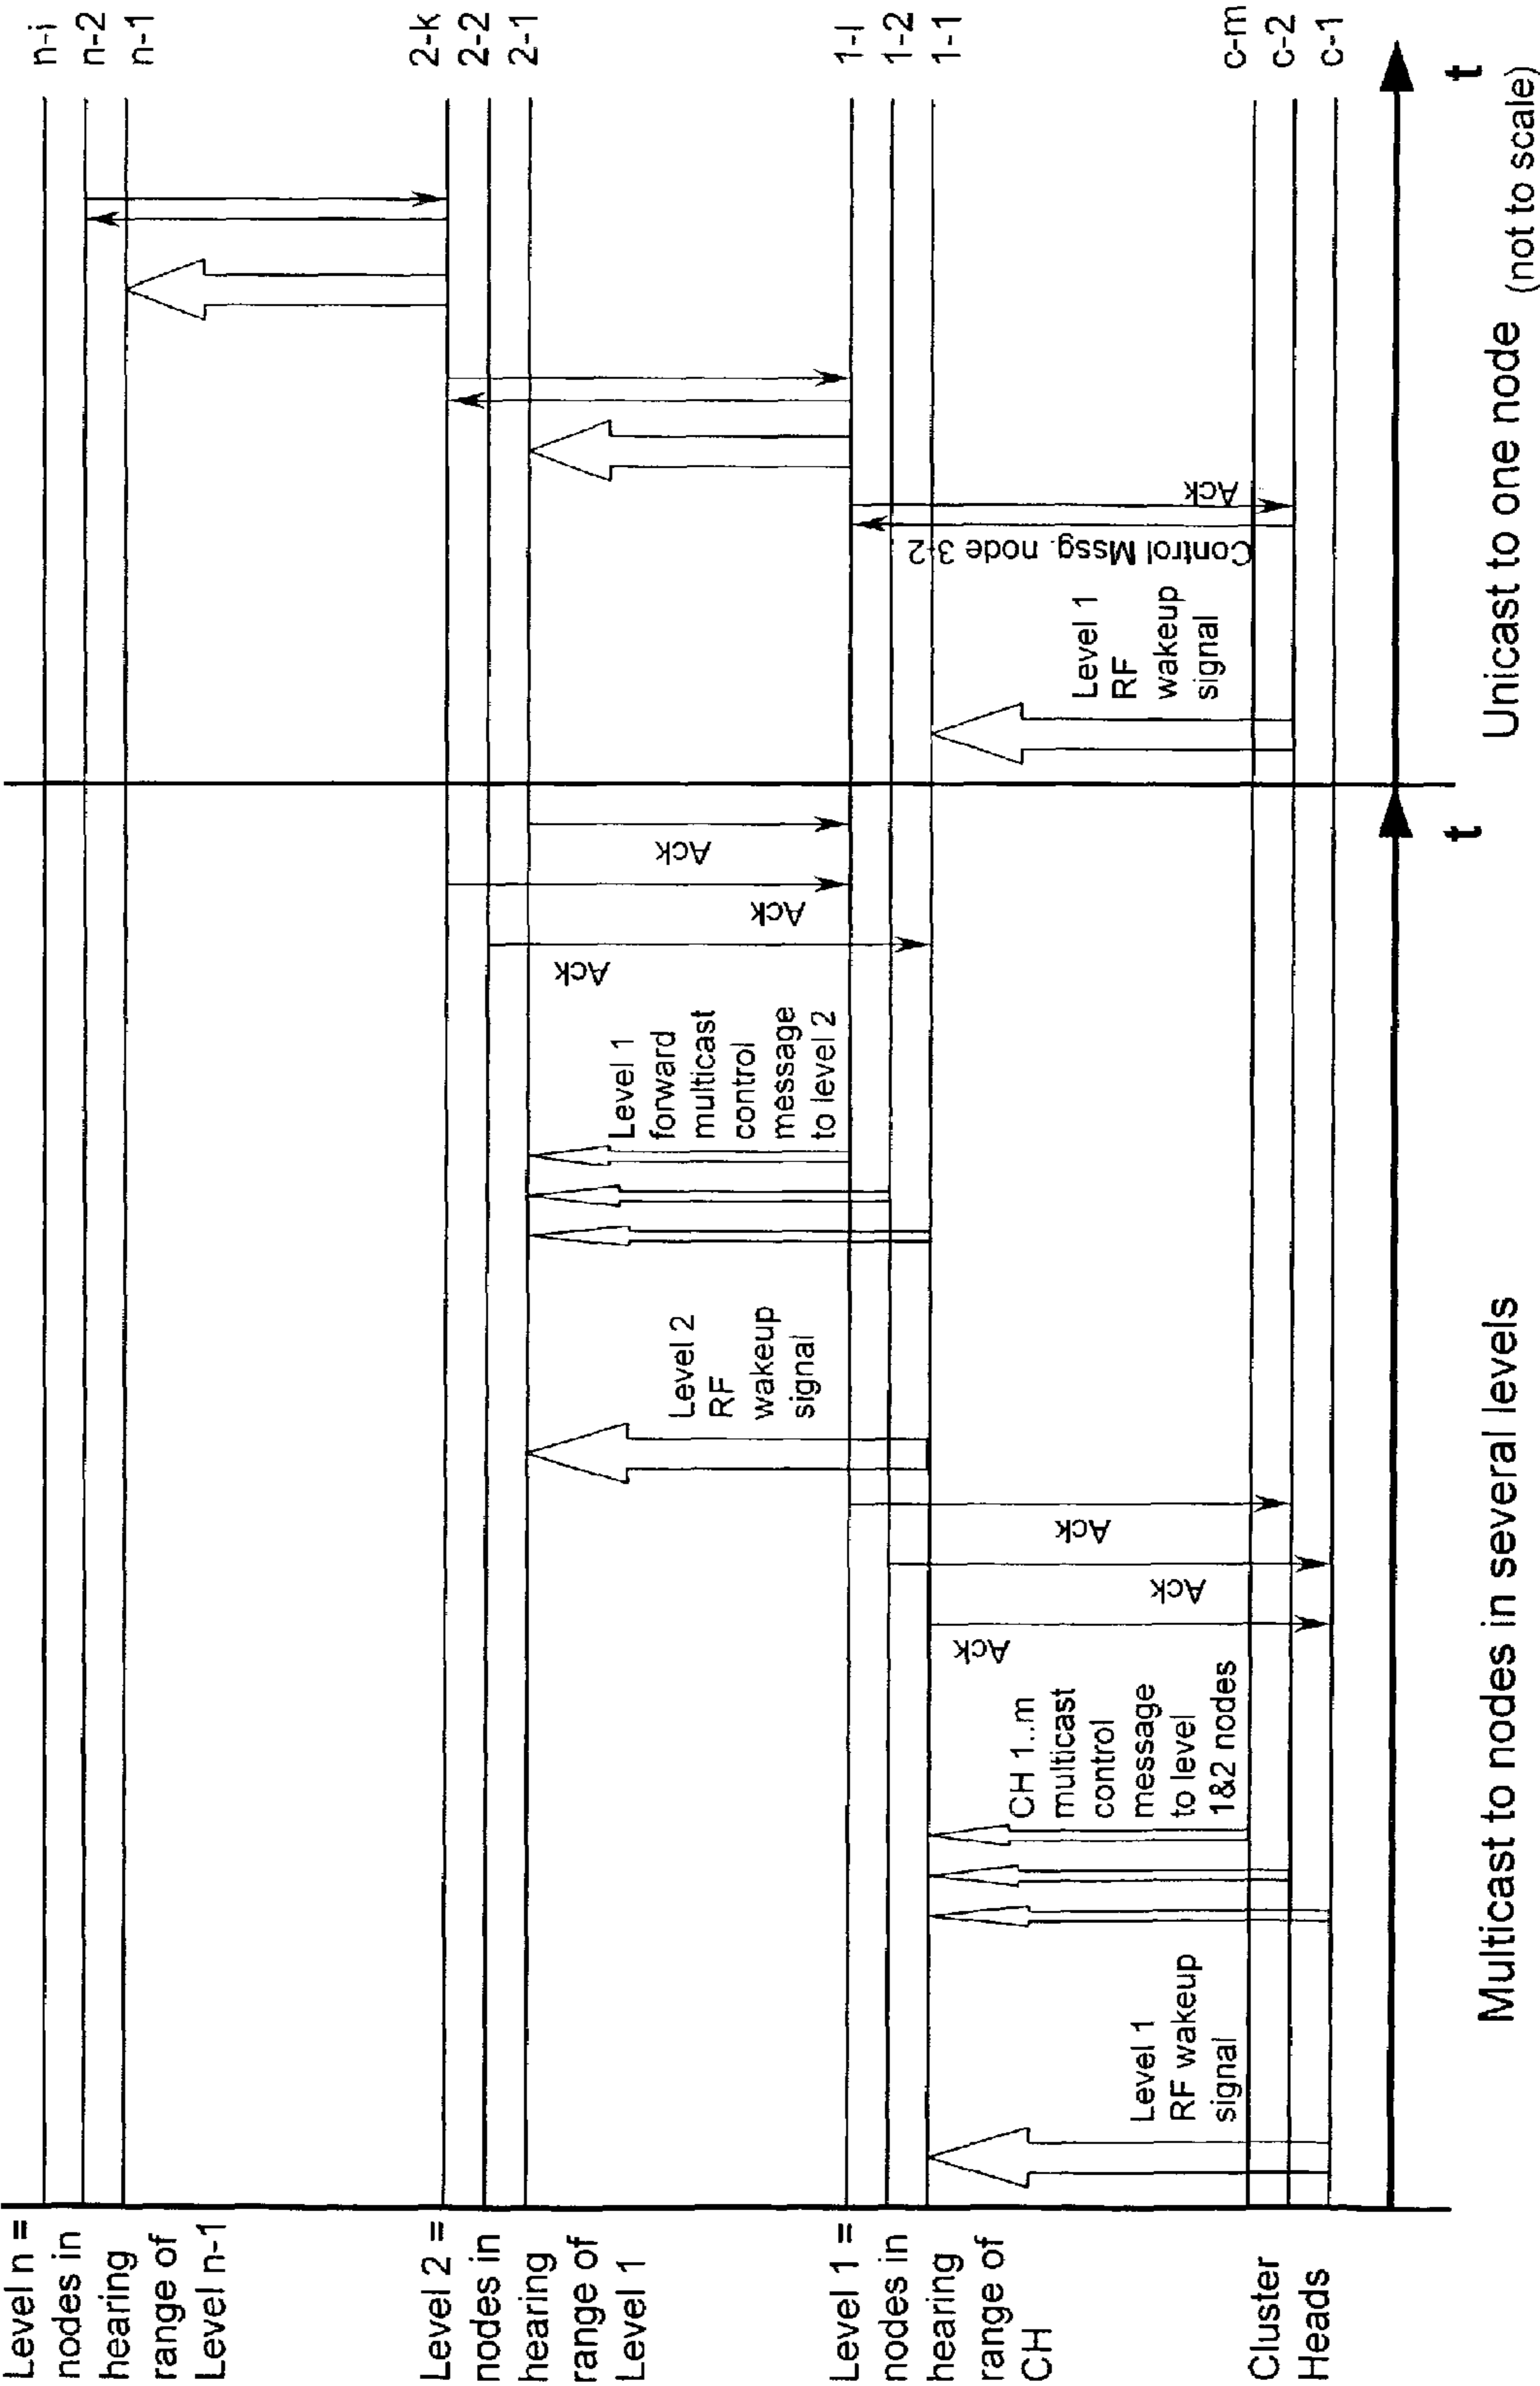 Level n =
nodes in
hearing
range of
Level n-1
n-i
n-2
n-1
Level 2 =
nodes in
hearing
range of
Level 1
2-k
2-2
2-1
Level 1 =
nodes in
hearing
range of
CH
1-l
1-2
1-1
Cluster
Heads
c-m
c-2
c-1
Level 1
RF wakeup
signal
CH 1..m
multicast
control
message
to level
1&2 nodes
Ack
Ack
Ack
Level 2
RF
wakeup
signal
Level 1
forward
multicast
control
message
to level 2
Ack
Ack
Ack
Level 1
RF
wakeup
signal
Control Mssg. node 3-2
Ack
t
t
Multicast to nodes in several levels
Unicast to one node (not to scale)